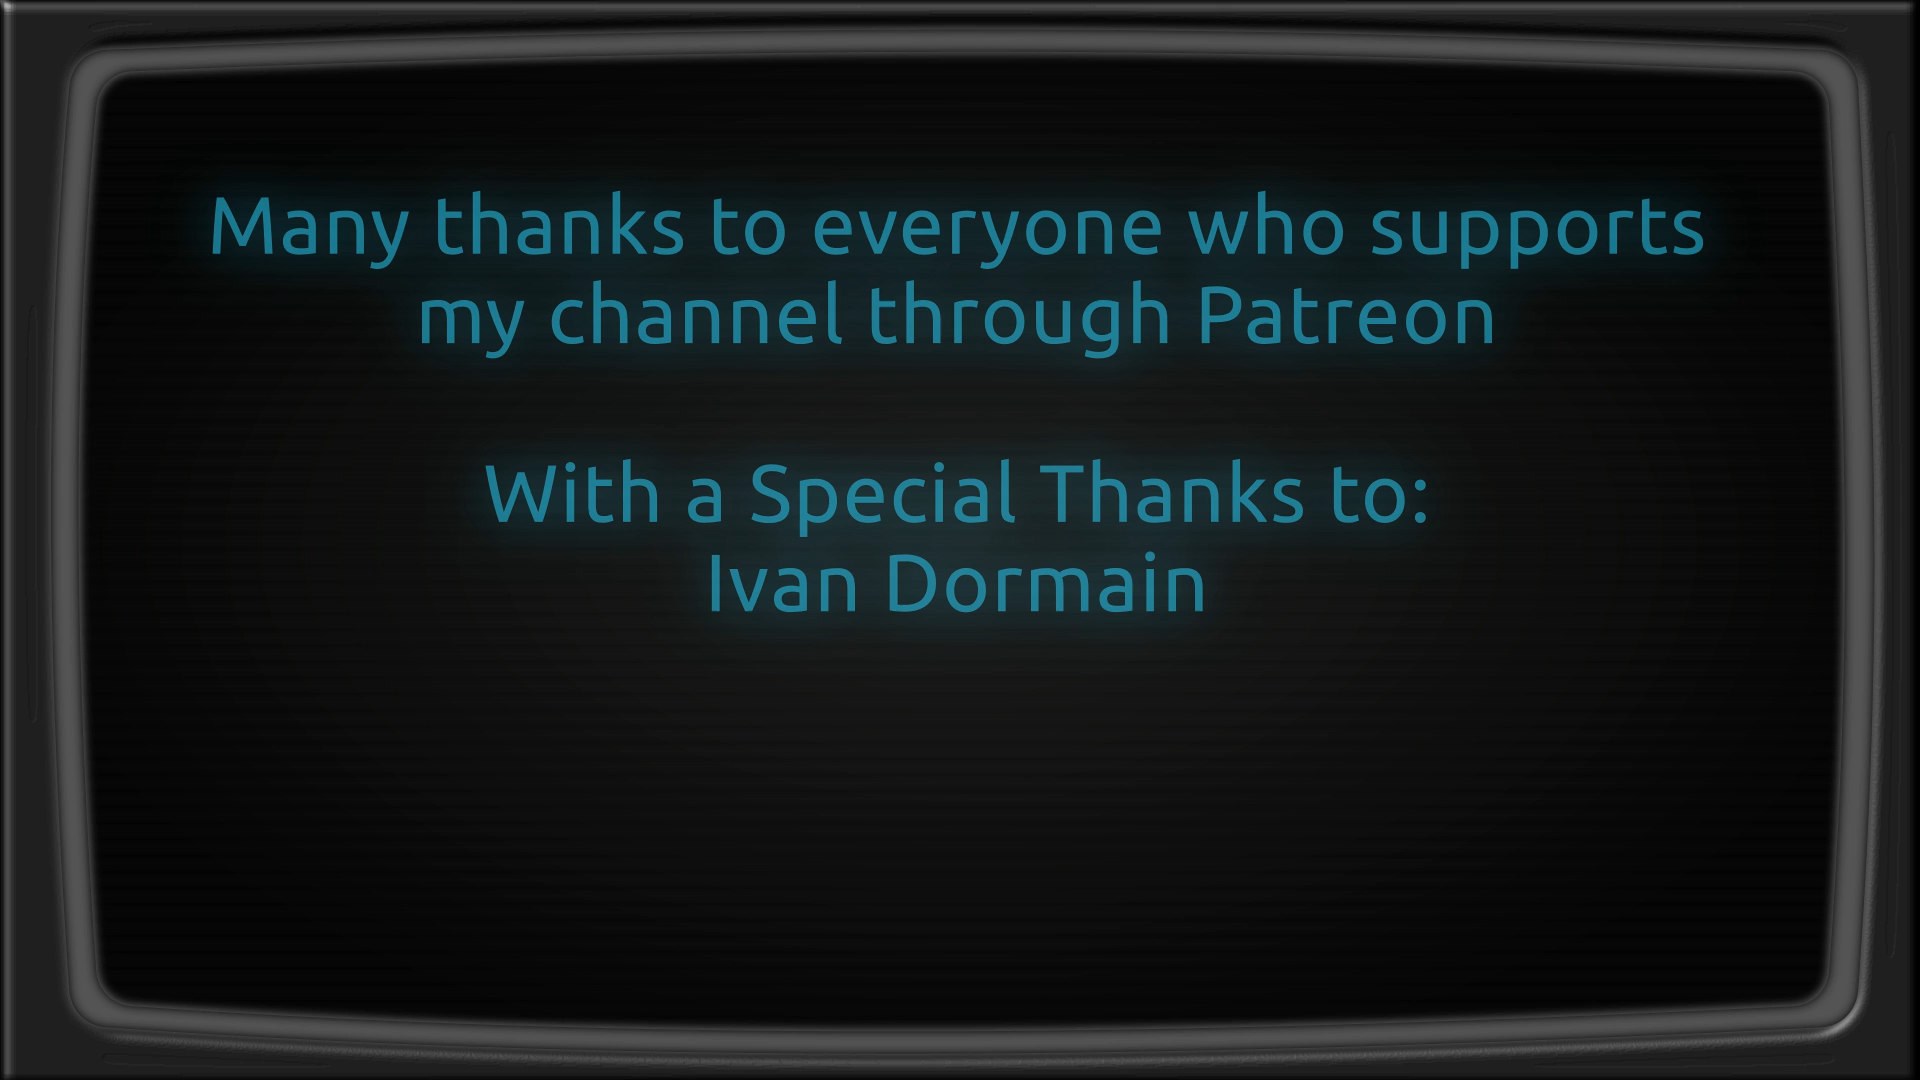 Many thanks to everyone who supports
my channel through Patreon
With a Special Thanks to:
Ivan Dormain